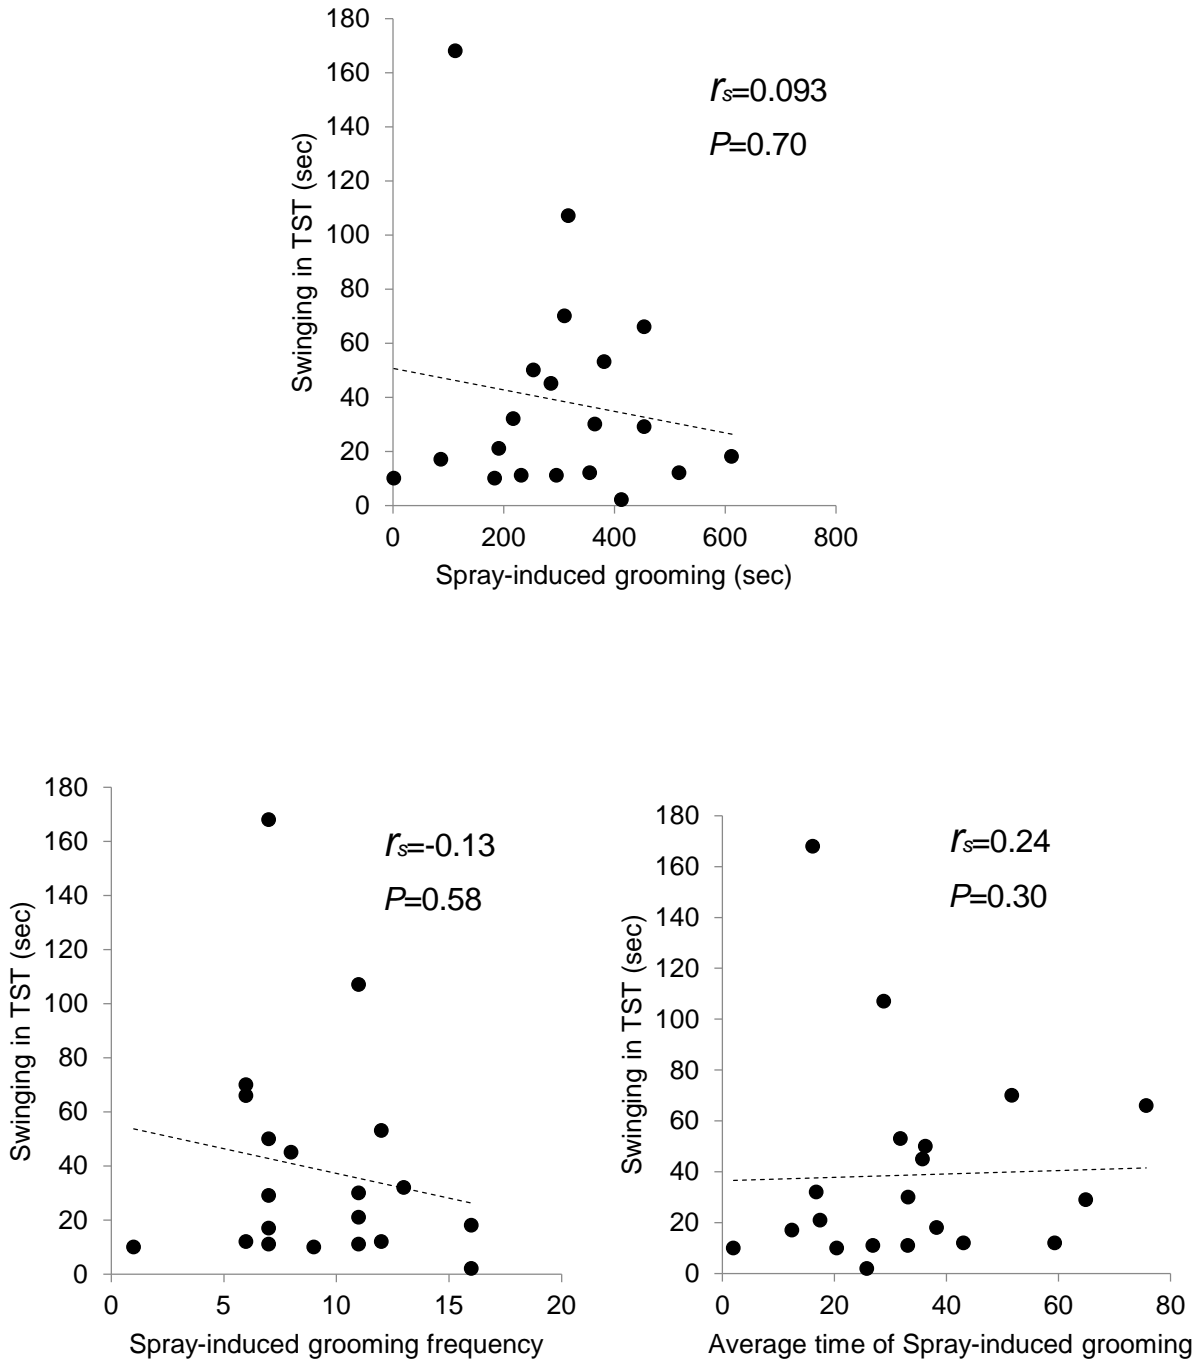 180
160
140
120
100
80
60
40
20
0
Swinging in TST (sec)
rs=0.093
P=0.70
0 200 400 600 800
Spray-induced grooming (sec)
180
160
140
120
100
80
60
40
20
0
Swinging in TST (sec)
rs=-0.13
P=0.58
0 5 10 15 20
Spray-induced grooming frequency
180
160
140
120
100
80
60
40
20
0
Swinging in TST (sec)
rs=0.24
P=0.30
0 20 40 60 80
Average time of Spray-induced grooming